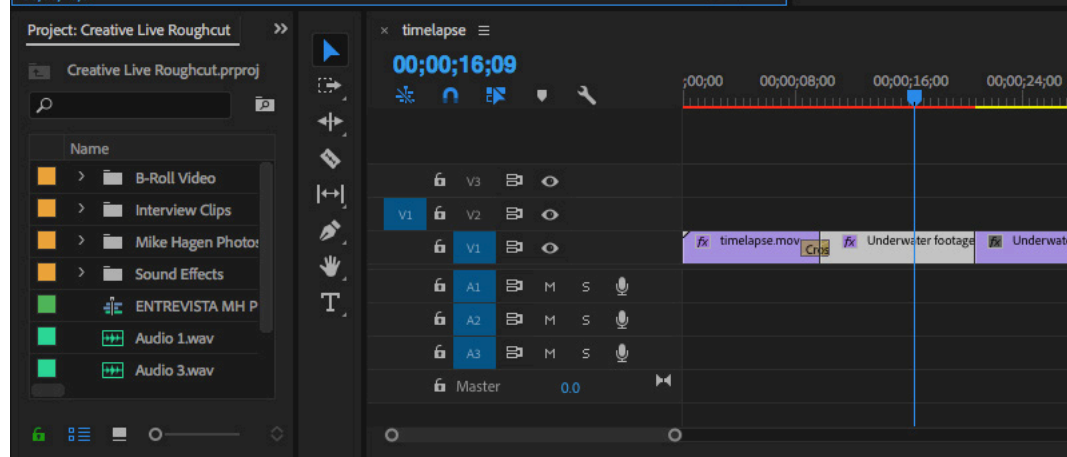 Project: Creative Live Roughcut
Creative Live Roughcut.prproj
Name
B-Roll Video
Interview Clips
Mike Hagen Photos
Sound Effects
ENTREVISTA MH P
Audio 1.wav
Audio 3.wav
T
× timelapse
00;00;16;09
;00;00 00;00;08;00 00;00;16;00 00;00;24;00
V3
V1 V2
V1 fx timelapse.mov Cros fx Underwater footage fx Underwat
A1 M S
A2 M S
A3 M S
Master 0.0